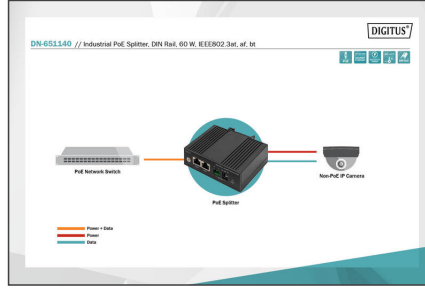 DIGITUS®
DN-651140 // Industrial PoE Splitter, DIN Rail, 60 W, IEEE802.3at, af, bt
PoE Network Switch
PoE Splitter
Non-PoE IP Camera
Power + Data
Power
Data